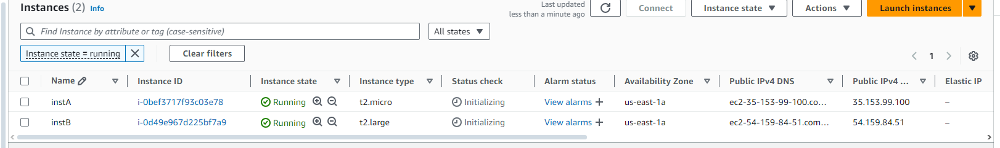 Instances (2) Info
Last updated
less than a minute ago
Connect
Instance state
Actions
Launch instances
Find Instance by attribute or tag (case-sensitive)
All states
Instance state = running
Clear filters
1
Name Instance ID Instance state Instance type Status check Alarm status Availability Zone Public IPv4 DNS Public IPv4 ... Elastic IP
instA i-0bef3717f93c03e78 Running t2.micro Initializing View alarms + us-east-1a ec2-35-153-99-100.co... 35.153.99.100 –
instB i-0d49e967d225bf7a9 Running t2.large Initializing View alarms + us-east-1a ec2-54-159-84-51.com... 54.159.84.51 –